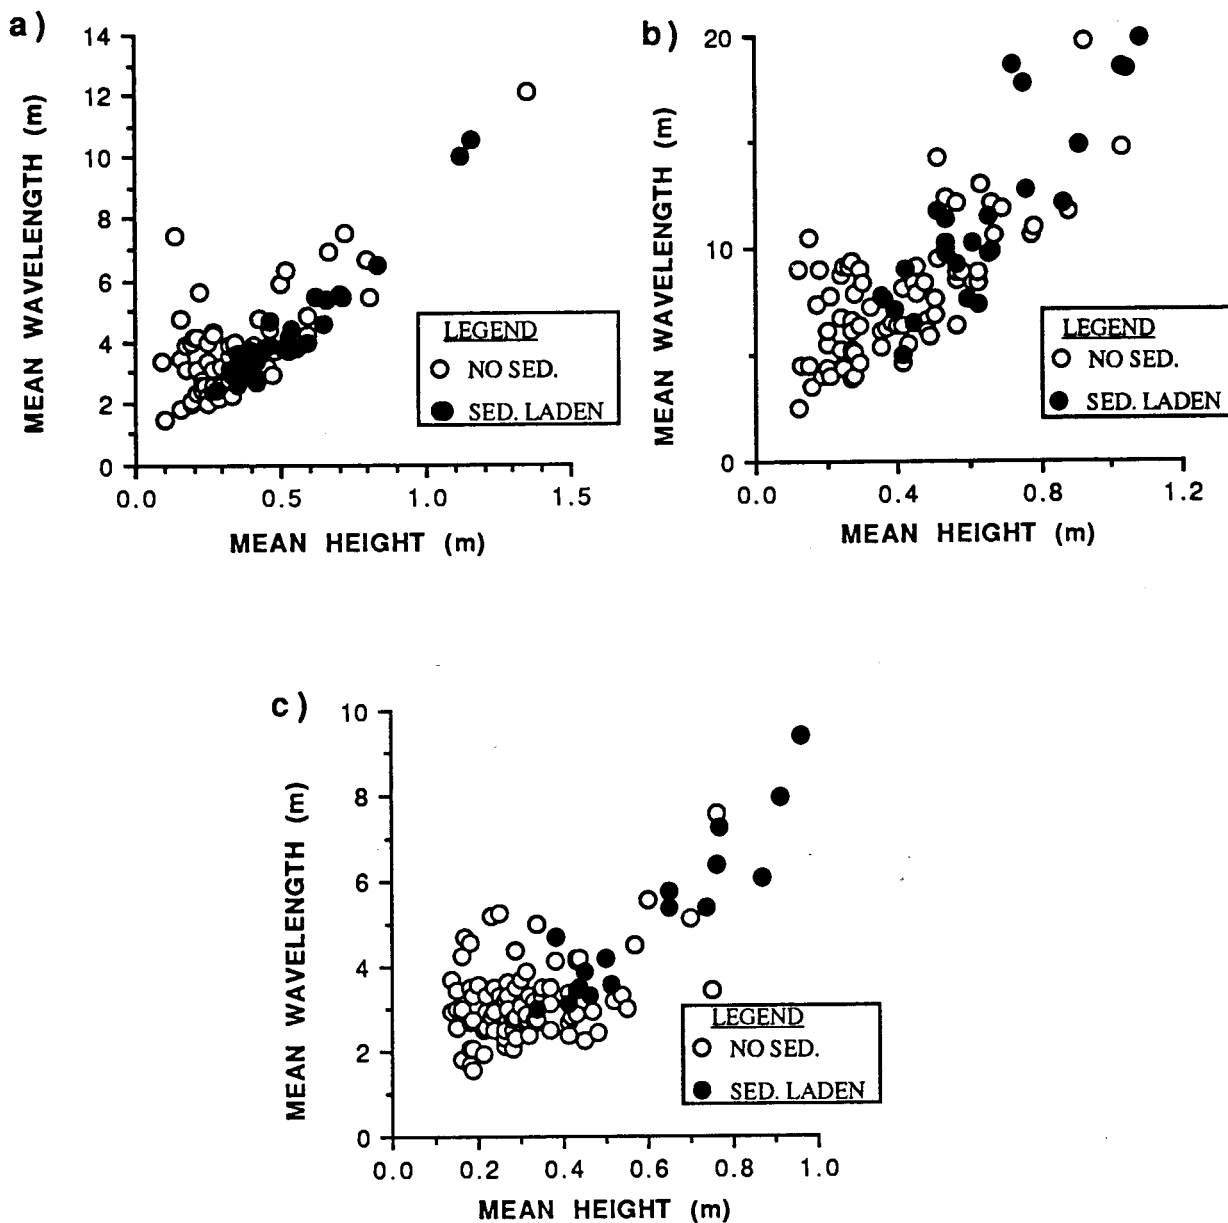 a)
14
12
10
8
6
4
2
0
MEAN WAVELENGTH (m)
0.0 0.5 1.0 1.5
MEAN HEIGHT (m)
LEGEND
NO SED.
SED. LADEN
b)
20
10
0
MEAN WAVELENGTH (m)
0.0 0.4 0.8 1.2
MEAN HEIGHT (m)
LEGEND
NO SED.
SED. LADEN
c)
10
8
6
4
2
0
MEAN WAVELENGTH (m)
0.0 0.2 0.4 0.6 0.8 1.0
MEAN HEIGHT (m)
LEGEND
NO SED.
SED. LADEN